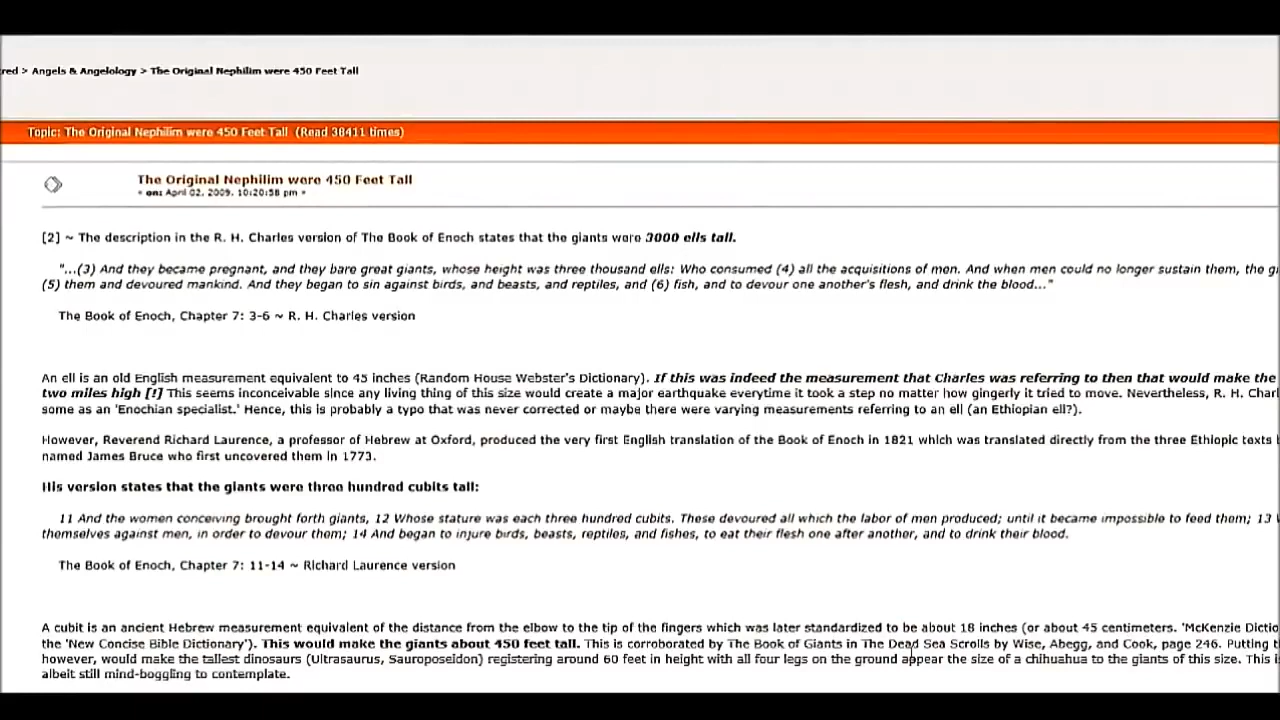 red > Angels & Angelology > The Original Nephilim were 450 Feet Tall
Topic: The Original Nephilim were 450 Feet Tall (Read 38411 times)
The Original Nephilim were 450 Feet Tall
« on: April 02, 2009, 10:20:58 pm »
[2] ~ The description in the R. H. Charles version of The Book of Enoch states that the giants were 3000 ells tall.
"...(3) And they became pregnant, and they bare great giants, whose height was three thousand ells: Who consumed (4) all the acquisitions of men. And when men could no longer sustain them, the gi
(5) them and devoured mankind. And they began to sin against birds, and beasts, and reptiles, and (6) fish, and to devour one another's flesh, and drink the blood..."
The Book of Enoch, Chapter 7: 3-6 ~ R. H. Charles version
An ell is an old English measurement equivalent to 45 inches (Random House Webster's Dictionary). If this was indeed the measurement that Charles was referring to then that would make the
two miles high [!] This seems inconceivable since any living thing of this size would create a major earthquake everytime it took a step no matter how gingerly it tried to move. Nevertheless, R. H. Charl
some as an 'Enochian specialist.' Hence, this is probably a typo that was never corrected or maybe there were varying measurements referring to an ell (an Ethiopian ell?).
However, Reverend Richard Laurence, a professor of Hebrew at Oxford, produced the very first English translation of the Book of Enoch in 1821 which was translated directly from the three Ethiopic texts b
named James Bruce who first uncovered them in 1773.
His version states that the giants were three hundred cubits tall:
11 And the women conceiving brought forth giants, 12 Whose stature was each three hundred cubits. These devoured all which the labor of men produced; until it became impossible to feed them; 13
themselves against men, in order to devour them; 14 And began to injure birds, beasts, reptiles, and fishes, to eat their flesh one after another, and to drink their blood.
The Book of Enoch, Chapter 7: 11-14 ~ Richard Laurence version
A cubit is an ancient Hebrew measurement equivalent of the distance from the elbow to the tip of the fingers which was later standardized to be about 18 inches (or about 45 centimeters. 'McKenzie Dictio
the 'New Concise Bible Dictionary'). This would make the giants about 450 feet tall. This is corroborated by The Book of Giants in The Dead Sea Scrolls by Wise, Abegg, and Cook, page 246. Putting t
however, would make the tallest dinosaurs (Ultrasaurus, Sauroposeidon) registering around 60 feet in height with all four legs on the ground appear the size of a chihuahua to the giants of this size. This i
albeit still mind-boggling to contemplate.